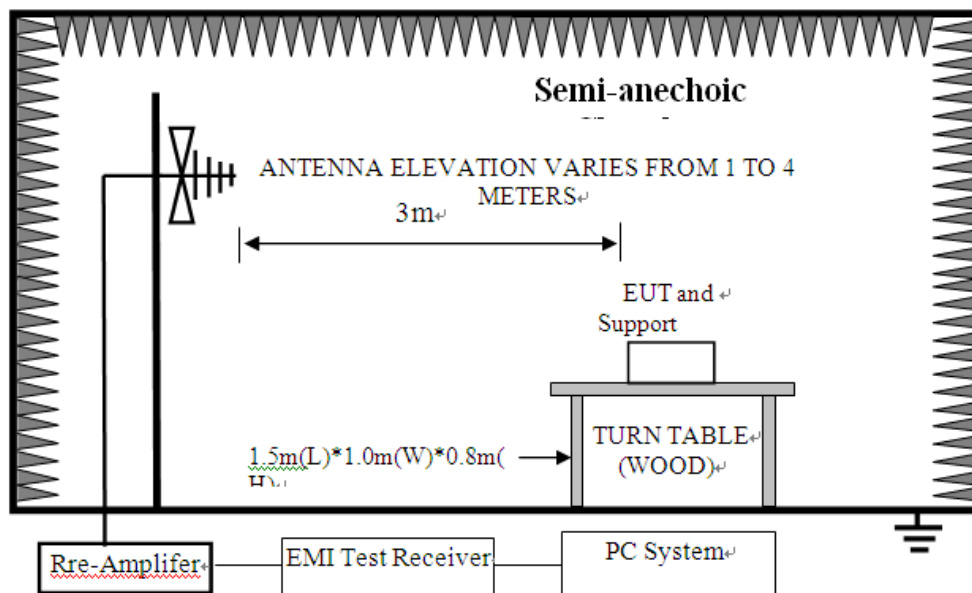 Semi-anechoic
ANTENNA ELEVATION VARIES FROM 1 TO 4
METERS
3m
EUT and
Support
1.5m(L)*1.0m(W)*0.8m(
H)
TURN TABLE
(WOOD)
Rre-Amplifer
EMI Test Receiver
PC System